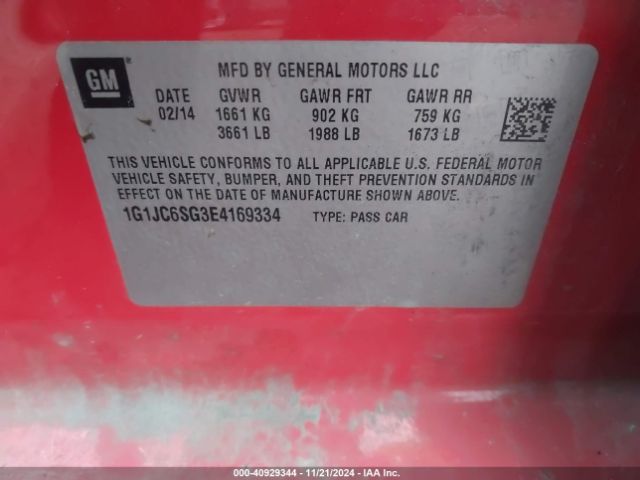 GM
MFD BY GENERAL MOTORS LLC
DATE GVWR GAWR FRT GAWR RR
02/14 1661 KG 902 KG 759 KG
3661 LB 1988 LB 1673 LB
THIS VEHICLE CONFORMS TO ALL APPLICABLE U.S. FEDERAL MOTOR
VEHICLE SAFETY, BUMPER, AND THEFT PREVENTION STANDARDS IN
EFFECT ON THE DATE OF MANUFACTURE SHOWN ABOVE.
1G1JC6SG3E4169334 TYPE: PASS CAR
000-40929344 - 11/21/2024 - IAA Inc.